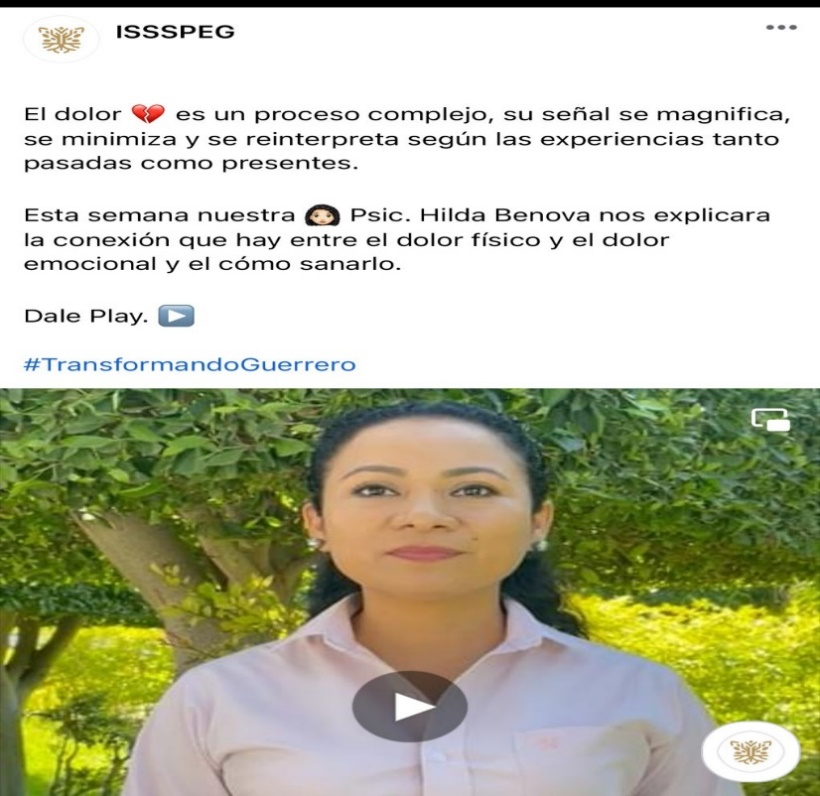 ISSSPEG
El dolor 💔 es un proceso complejo, su señal se magnifica,
se minimiza y se reinterpreta según las experiencias tanto
pasadas como presentes.
Esta semana nuestra 👩🏻 Psic. Hilda Benova nos explicara
la conexión que hay entre el dolor físico y el dolor
emocional y el cómo sanarlo.
Dale Play. ▶️
#TransformandoGuerrero